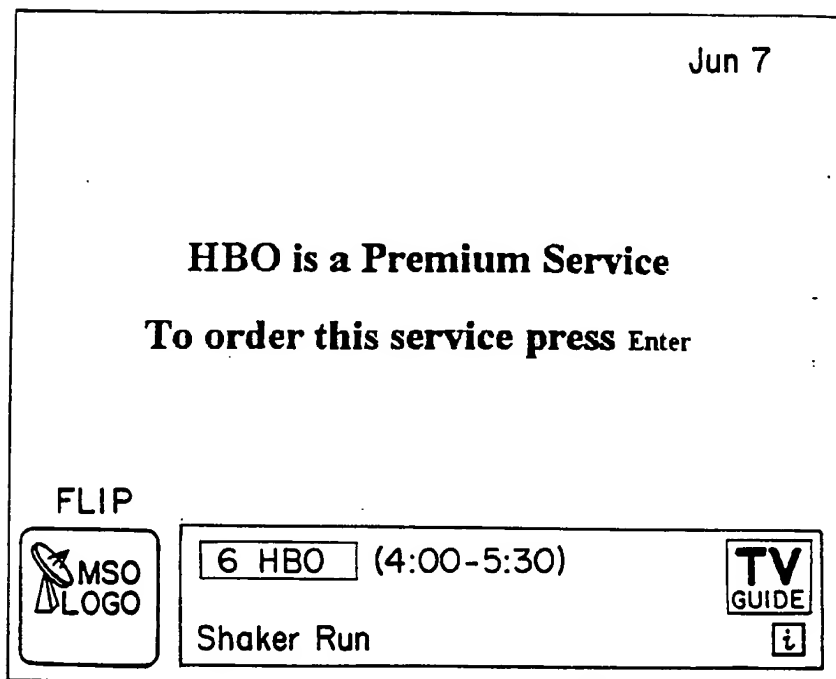 Jun 7
HBO is a Premium Service
To order this service press Enter
FLIP
MSO
LOGO
6 HBO (4:00-5:30)
TV
GUIDE
Shaker Run
i